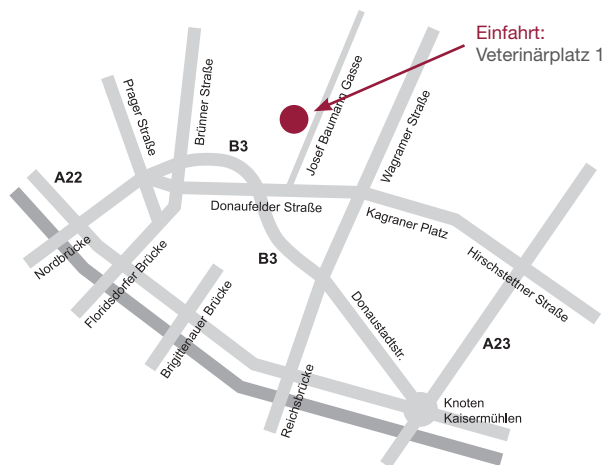 Einfahrt:
Veterinärplatz 1
Prager Straße
Brünner Straße
Josef Baumann Gasse
Wagramer Straße
B3
A22
Donaufelder Straße
Kagraner Platz
Nordbrücke
Floridsdorfer Brücke
B3
Hirschstettner Straße
Brigittenauer Brücke
Donaustadtstr.
A23
Reichsbrücke
Knoten
Kaisermühlen